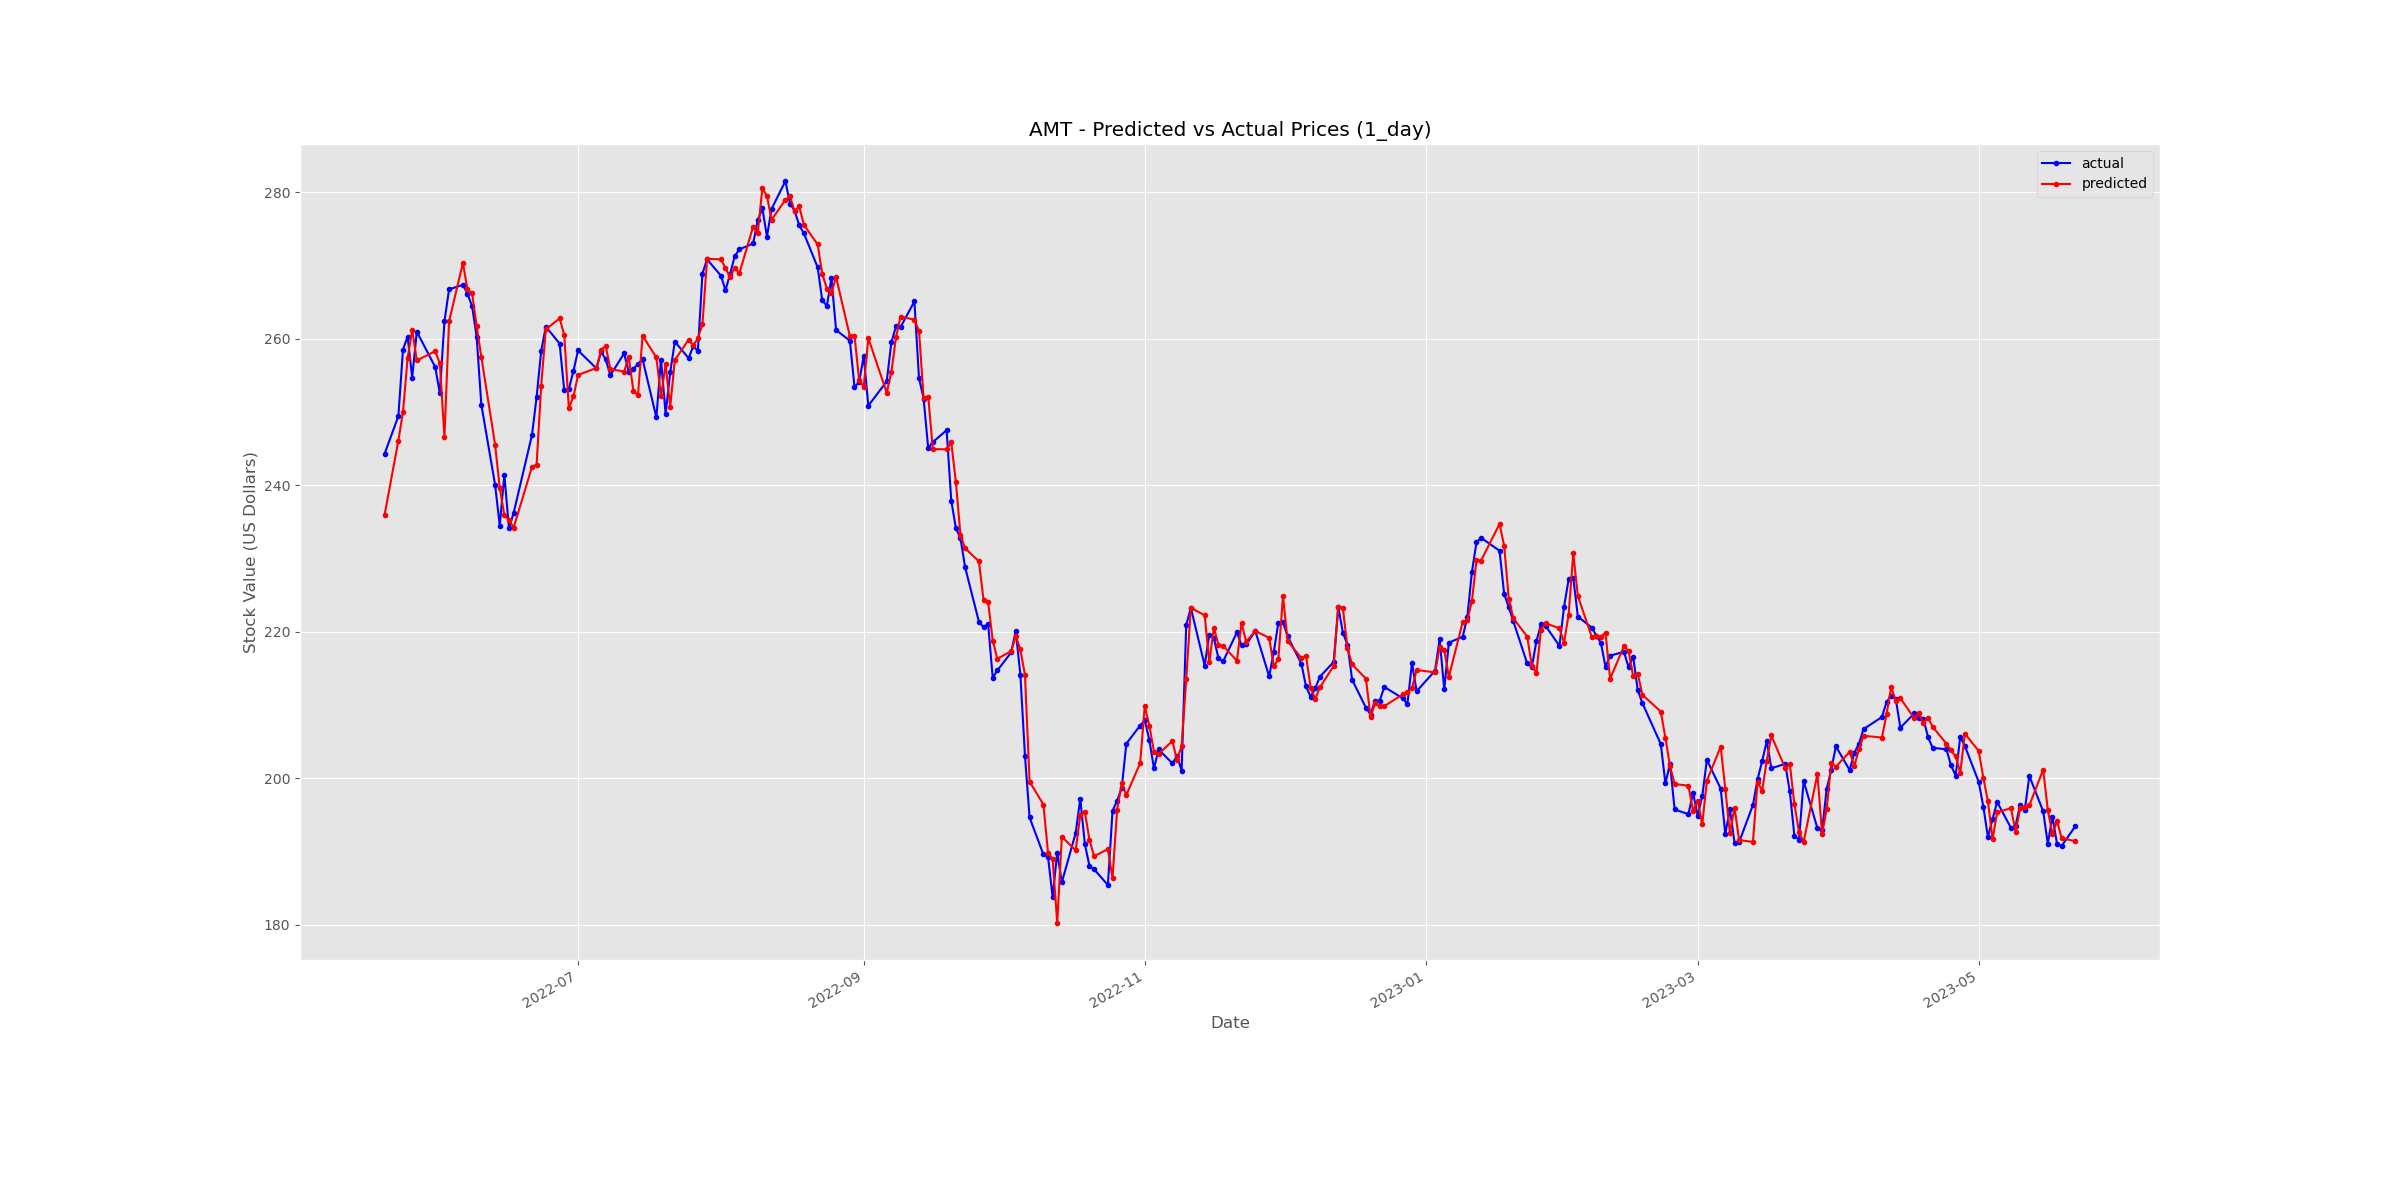 AMT - Predicted vs Actual Prices (1_day)
actual
predicted
280
260
240
220
200
180
Stock Value (US Dollars)
2022-07
2022-09
2022-11
2023-01
2023-03
2023-05
Date